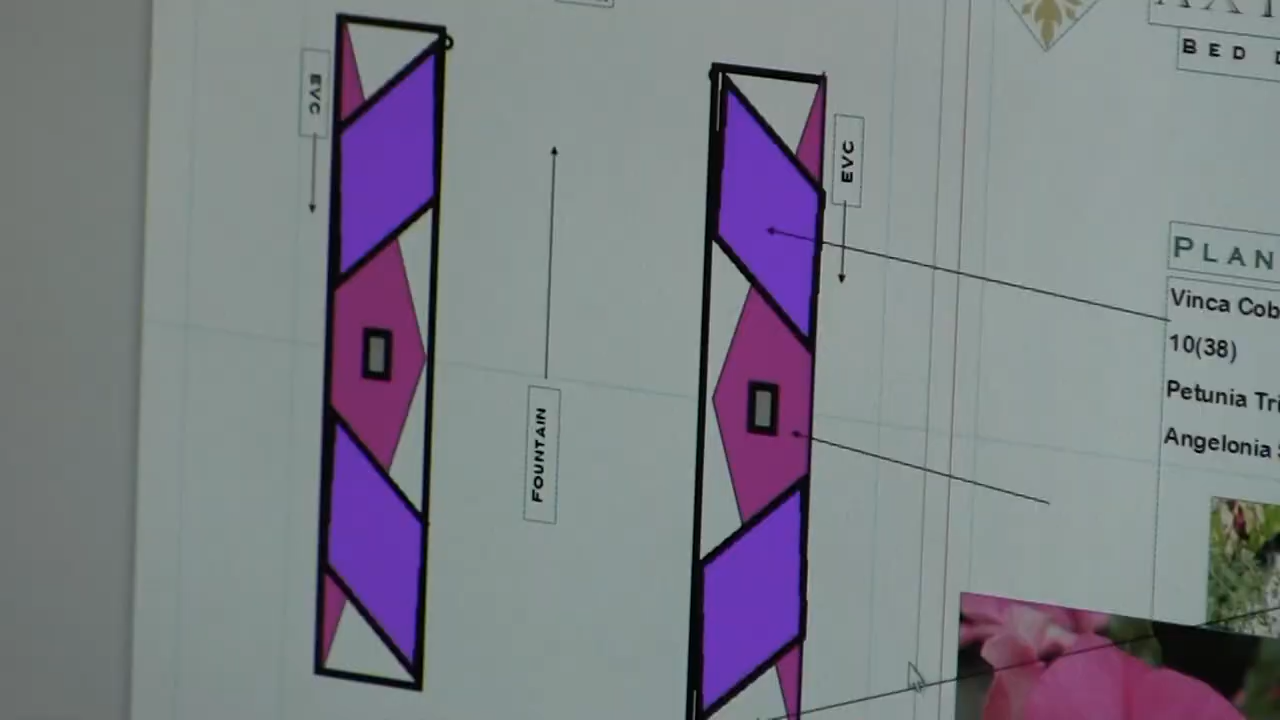 BED
EVC
EVC
FOUNTAIN
PLAN
Vinca Cob
10(38)
Petunia Tri
Angelonia